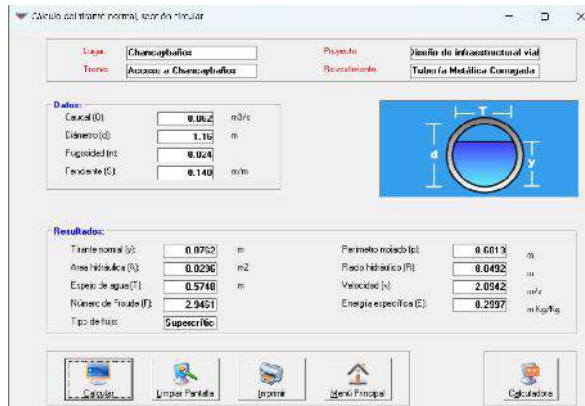 Cálculo del tirante normal, sección circular
Lugar: Chancaybaños Proyecto Diseño de infraestructural vial
Tramo: Acceso a Chancaybaños Revestimiento: Tubería Metálica Corrugada
Datos:
Caudal (Q): 0.062 m3/s
Diámetro (d): 1.16 m
Rugosidad (n): 0.024
Pendiente (S): 0.140 m/m
T
d
y
Resultados:
Tirante normal (y): 0.0762 m Perímetro mojado (p): 0.6013 m
Area hidráulica (A): 0.0296 m2 Radio hidráulico (R): 0.0492 m
Espejo de agua (T): 0.5740 m Velocidad (v): 2.0942 m/s
Número de Froude (F): 2.9461 Energía específica (E): 0.2997 m-Kg/Kg
Tipo de flujo: Supercrítico
Calcular Limpiar Pantalla Imprimir Menú Principal Calculadora